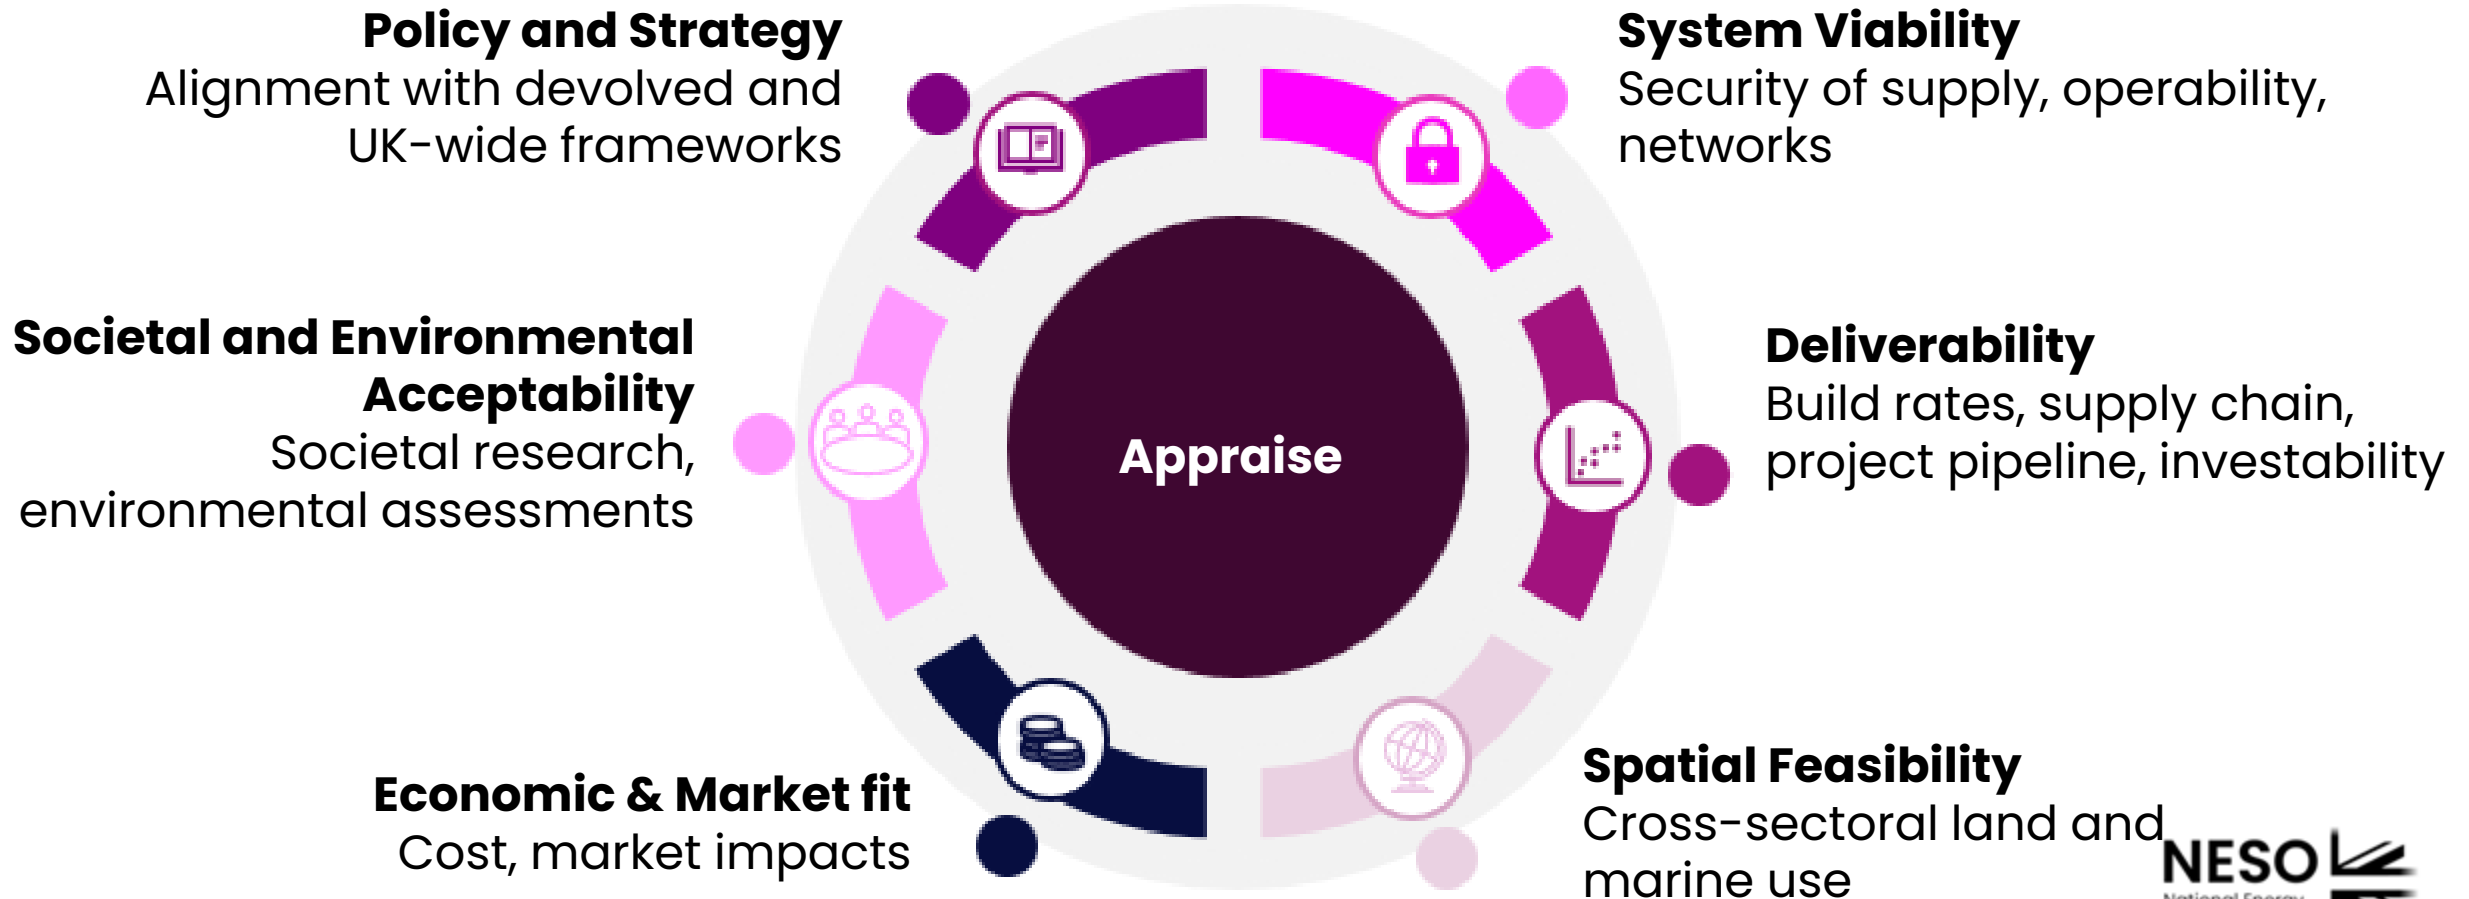 Policy and Strategy
Alignment with devolved and
UK-wide frameworks
System Viability
Security of supply, operability,
networks
Societal and Environmental
Acceptability
Societal research,
environmental assessments
Appraise
Deliverability
Build rates, supply chain,
project pipeline, investability
Economic & Market fit
Cost, market impacts
Spatial Feasibility
Cross-sectoral land and
marine use
NESO
National Energy